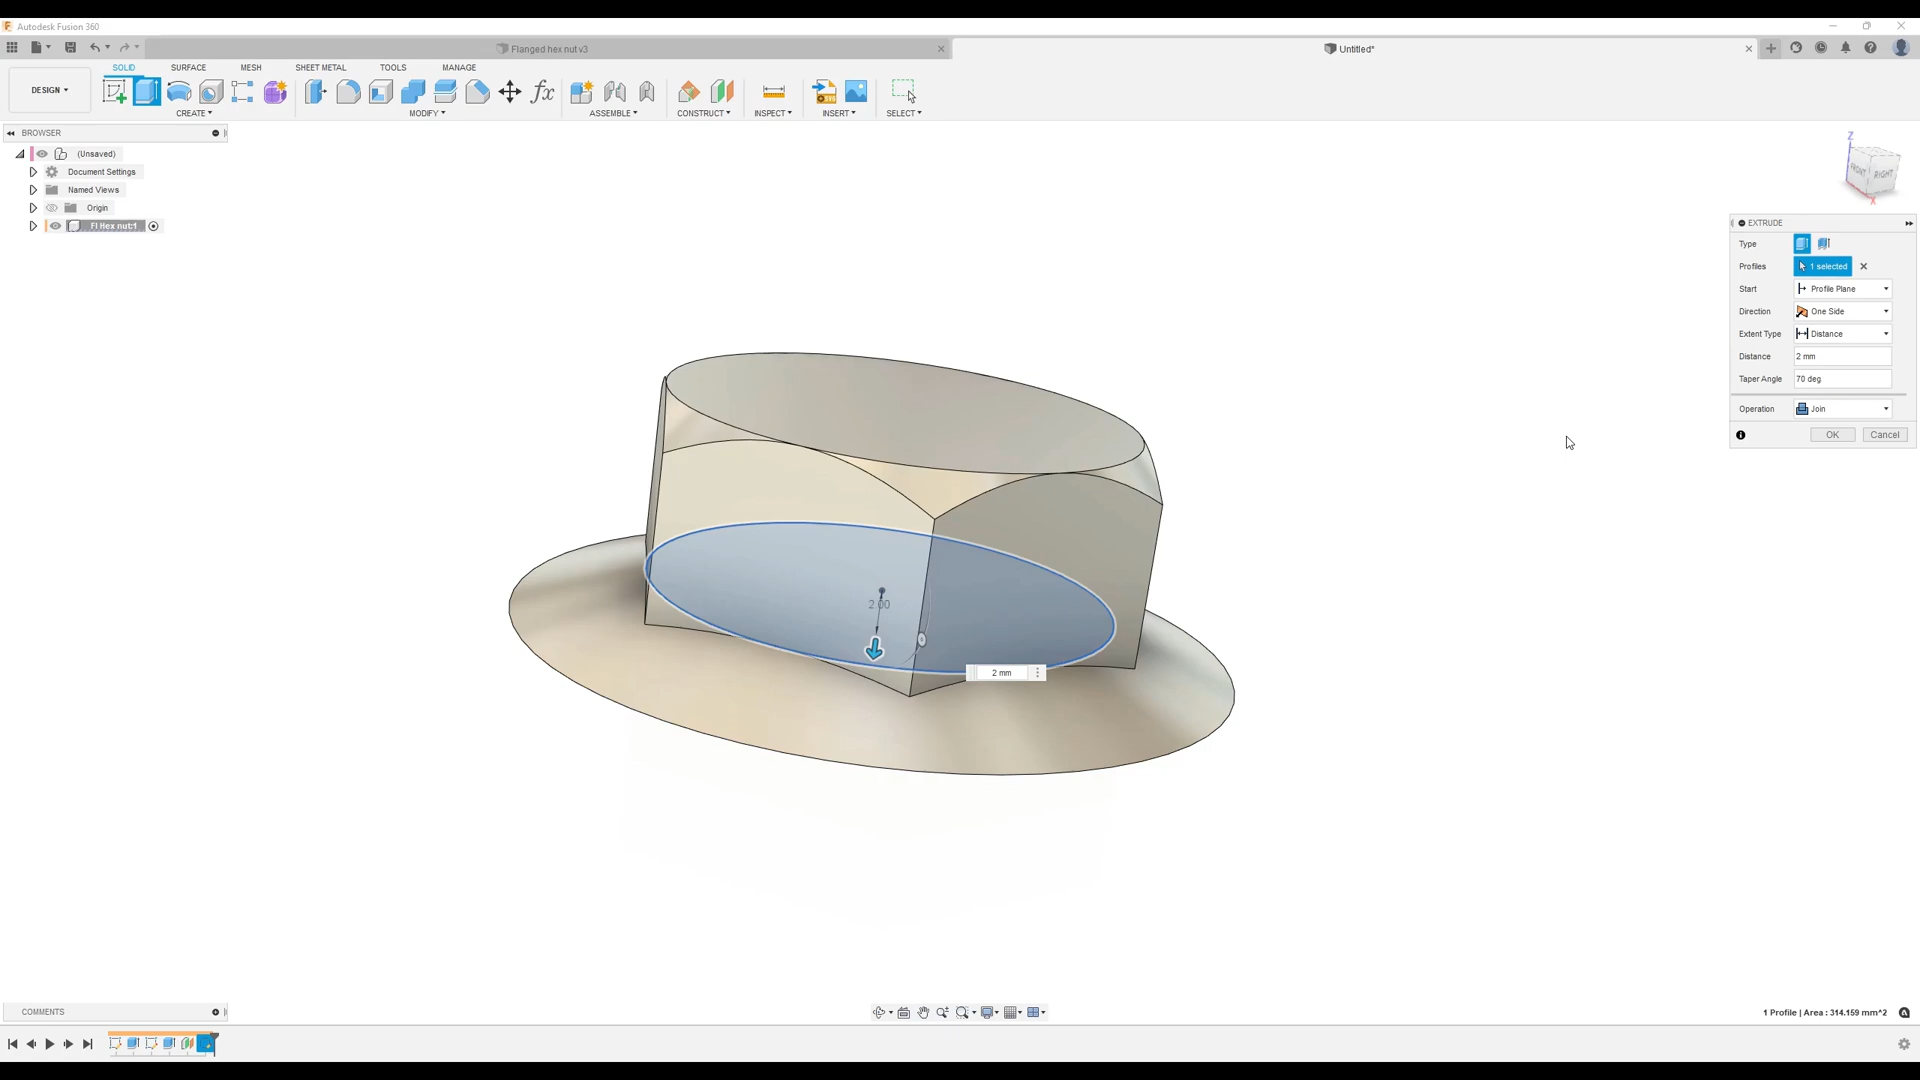 Autodesk Fusion 360
Flanged hex nut v3
Untitled*
SOLID
SURFACE
MESH
SHEET METAL
TOOLS
MANAGE
DESIGN
CREATE
MODIFY
ASSEMBLE
CONSTRUCT
INSPECT
INSERT
SELECT
BROWSER
(Unsaved)
Document Settings
Named Views
Origin
Fl Hex nut:1
Z
FRONT
RIGHT
X
EXTRUDE
Type
Profiles 1 selected
Start Profile Plane
Direction One Side
Extent Type Distance
Distance 2 mm
Taper Angle 70 deg
Operation Join
OK Cancel
2.00
2 mm
COMMENTS
1 Profile | Area : 314.159 mm^2